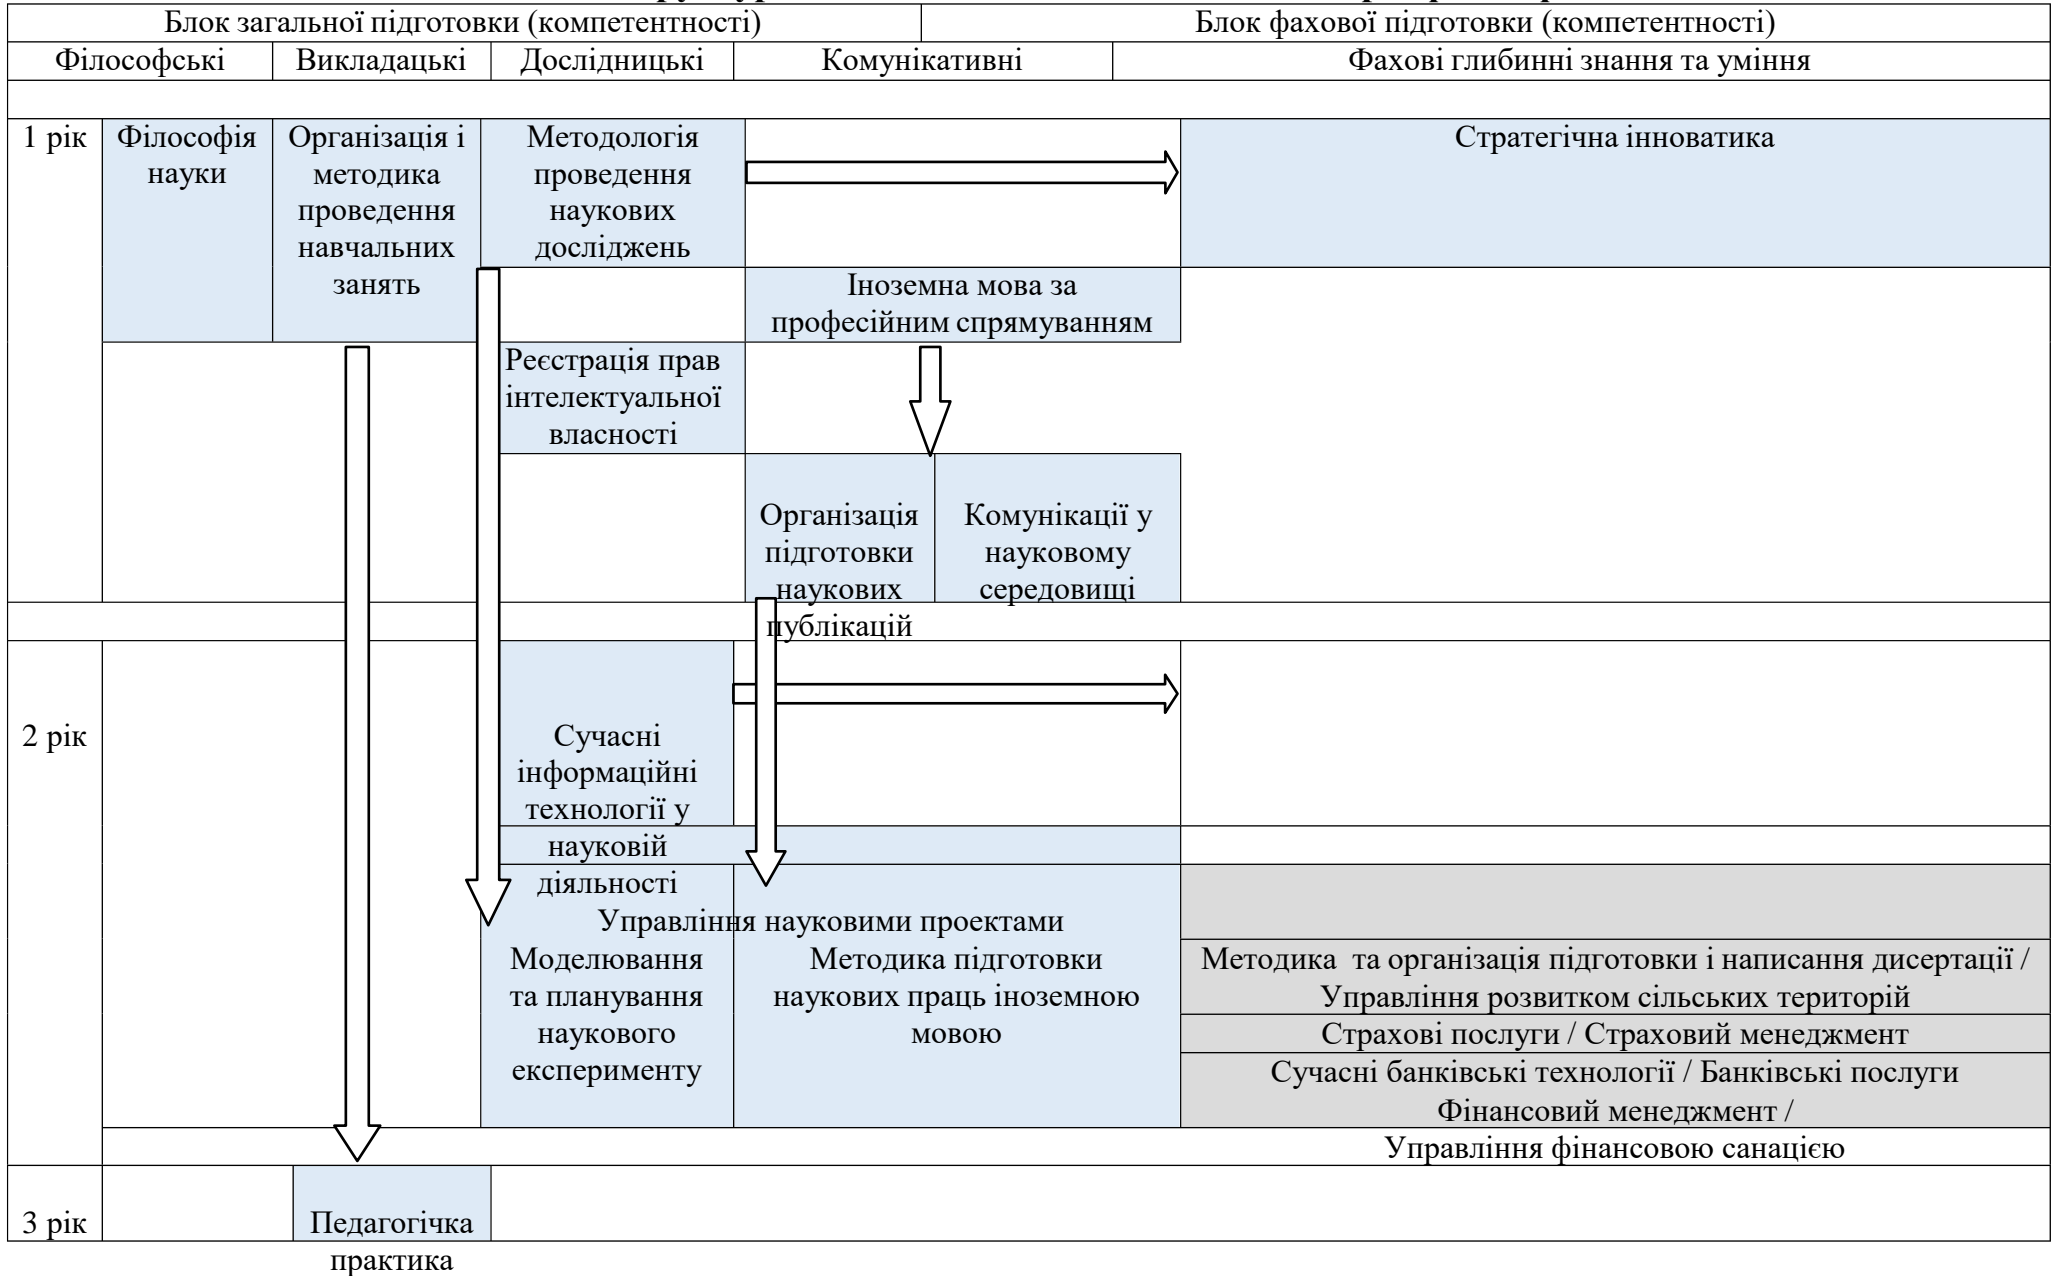 Блок загальної підготовки (компетентності)
Блок фахової підготовки (компетентності)
Філософські
Викладацькі
Дослідницькі
Комунікативні
Фахові глибинні знання та уміння
1 рік
Філософія
науки
Організація і
методика
проведення
навчальних
занять
Методологія
проведення
наукових
досліджень
Стратегічна інноватика
Іноземна мова за
професійним спрямуванням
Реєстрація прав
інтелектуальної
власності
Організація
підготовки
наукових
публікацій
Комунікації у
науковому
середовищі
2 рік
Сучасні
інформаційні
технології у
науковій
діяльності
Управління науковими проектами
Моделювання
та планування
наукового
експерименту
Методика підготовки
наукових праць іноземною
мовою
Методика та організація підготовки і написання дисертації /
Управління розвитком сільських територій
Страхові послуги / Страховий менеджмент
Сучасні банківські технології / Банківські послуги
Фінансовий менеджмент /
Управління фінансовою санацією
3 рік
Педагогічка
практика